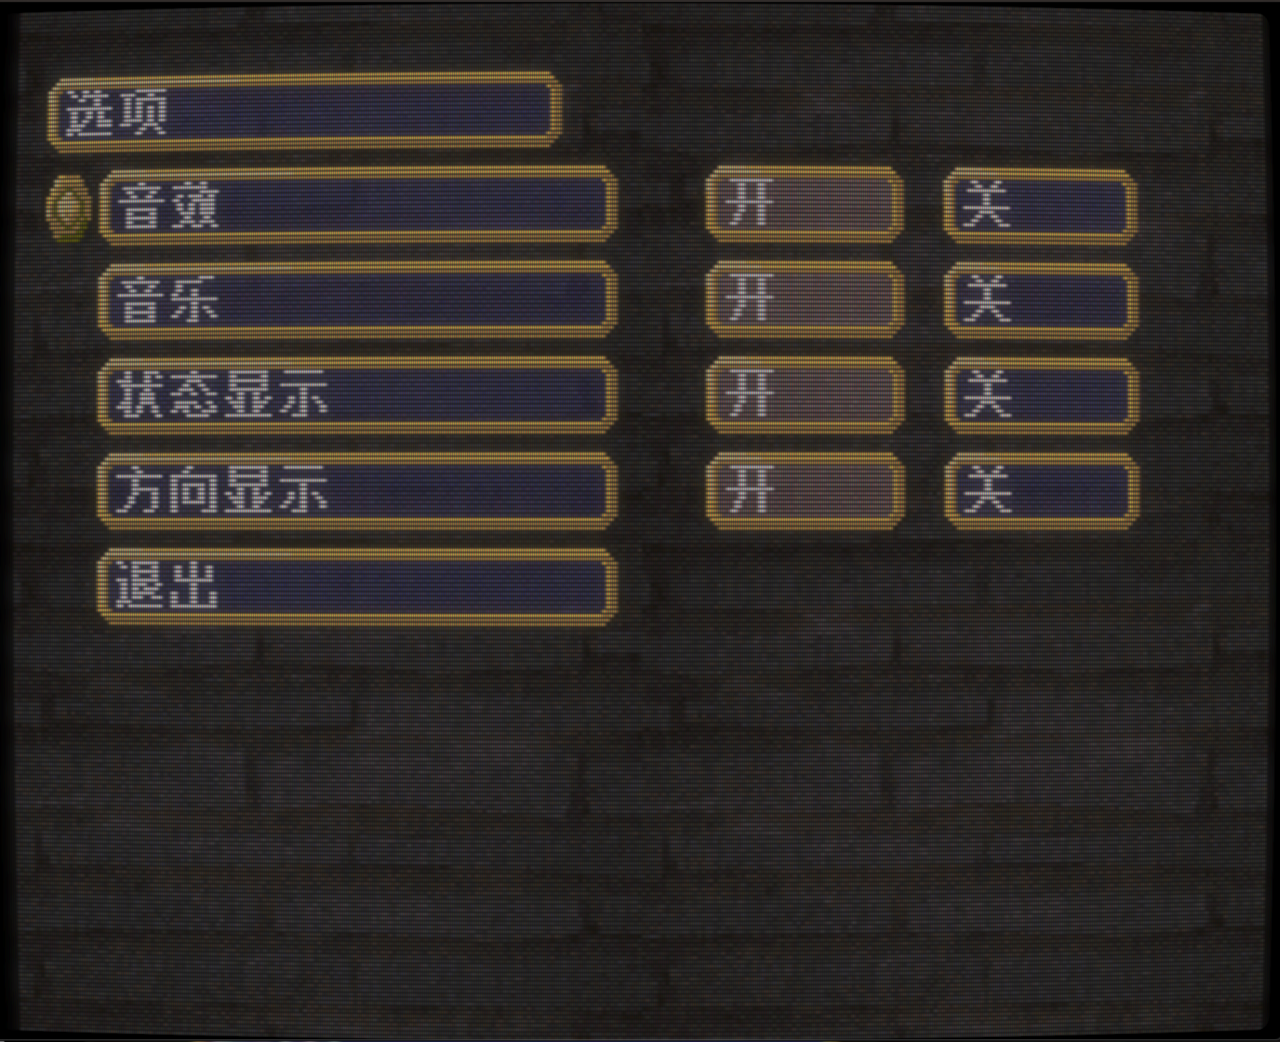 选项
音效 开 关
音乐 开 关
状态显示 开 关
方向显示 开 关
退出